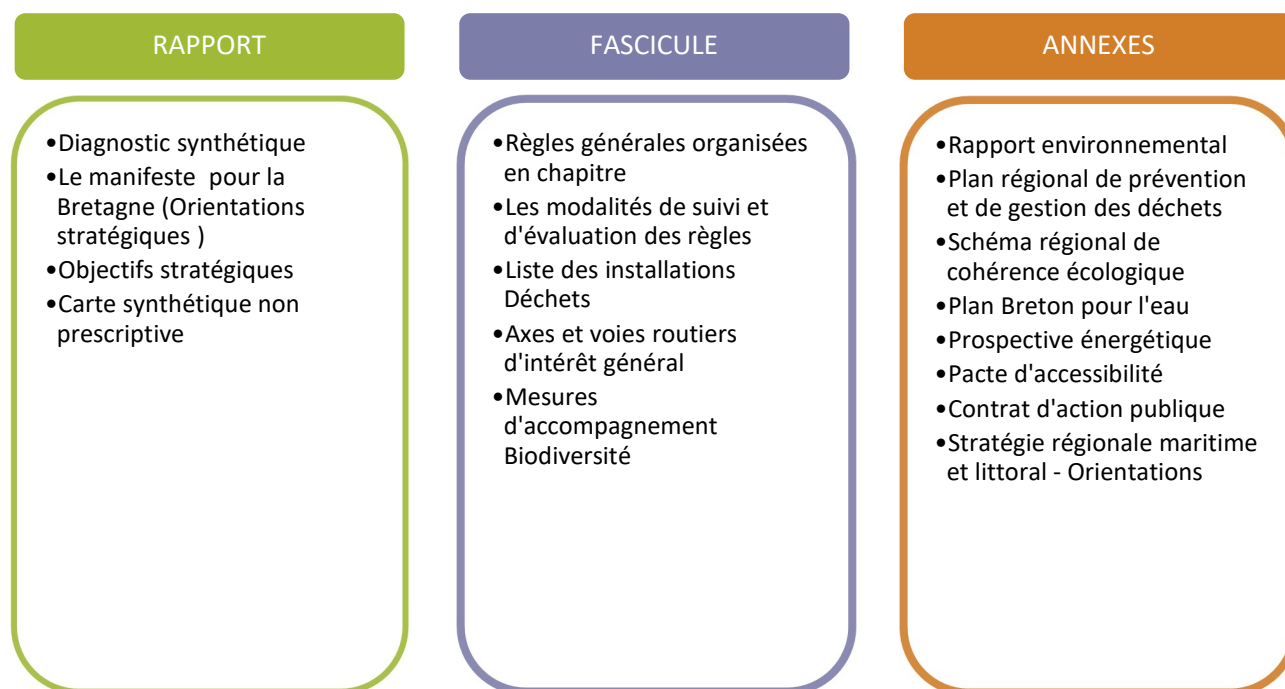 RAPPORT
•Diagnostic synthétique
•Le manifeste pour la
Bretagne (Orientations
stratégiques )
•Objectifs stratégiques
•Carte synthétique non
prescriptive
FASCICULE
•Règles générales organisées
en chapitre
•Les modalités de suivi et
d'évaluation des règles
•Liste des installations
Déchets
•Axes et voies routiers
d'intérêt général
•Mesures
d'accompagnement
Biodiversité
ANNEXES
•Rapport environnemental
•Plan régional de prévention
et de gestion des déchets
•Schéma régional de
cohérence écologique
•Plan Breton pour l'eau
•Prospective énergétique
•Pacte d'accessibilité
•Contrat d'action publique
•Stratégie régionale maritime
et littoral - Orientations